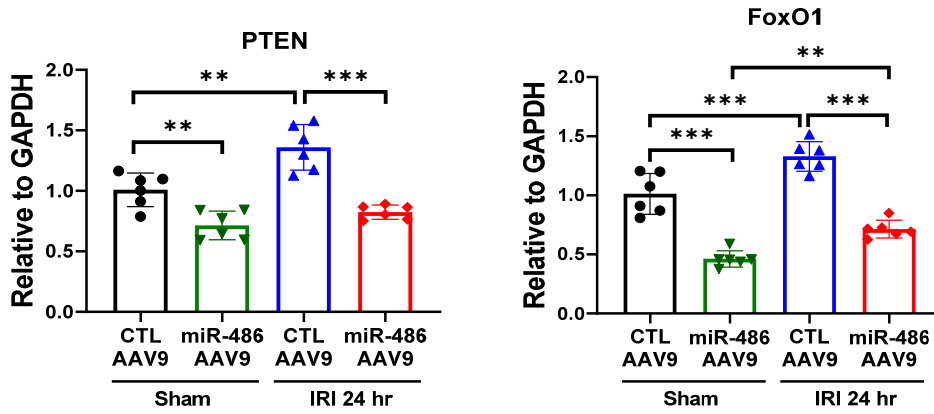 PTEN
Relative to GAPDH
2.0
1.5
1.0
0.5
0.0
**
**
***
CTL AAV9
miR-486 AAV9
CTL AAV9
miR-486 AAV9
Sham
IRI 24 hr
FoxO1
Relative to GAPDH
2.0
1.5
1.0
0.5
0.0
**
***
***
***
CTL AAV9
miR-486 AAV9
CTL AAV9
miR-486 AAV9
Sham
IRI 24 hr